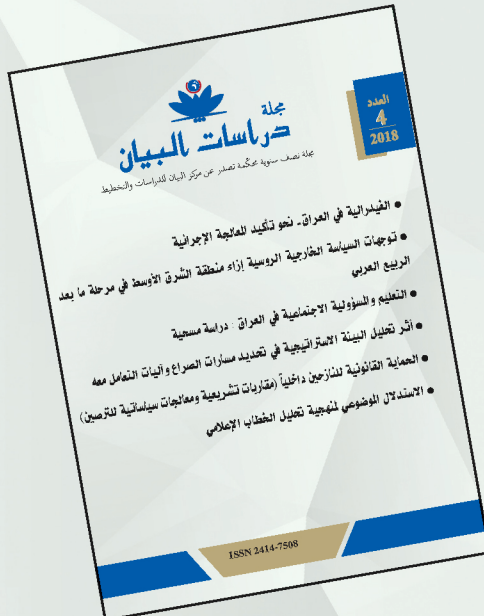 مجلة
دراسات البيان
مجلة نصف سنوية محكّمة تصدر عن مركز البيان للدراسات والتخطيط
العدد
4
2018
• الفيدرالية في العراق- نحو تأكيد المعالجة الإجرائية
• توجهات السياسة الخارجية الروسية إزاء منطقة الشرق الأوسط في مرحلة ما بعد
الربيع العربي
• التعليم والمسؤولية الاجتماعية في العراق : دراسة مسحية
• أثر تحليل البيئة الاستراتيجية في تحديد مسارات الصراع وآليات التعامل معه
• الحماية القانونية للنازحين داخلياً (مقاربات تشريعية ومعالجات سياساتية للترصين)
• الاستدلال الموضوعي لمنهجية تحليل الخطاب الإعلامي
ISSN 2414-7508